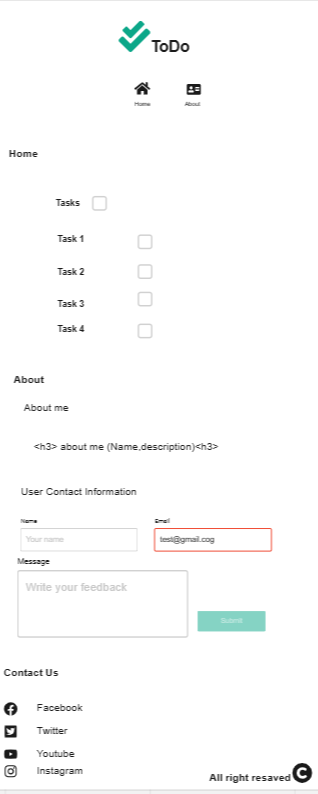 ToDo
Home About
Home
Tasks
Task 1
Task 2
Task 3
Task 4
About
About me
<h3> about me (Name,description)<h3>
User Contact Information
Name Email
Your name test@gmail.cog
Message
Write your feedback
Submit
Contact Us
Facebook
Twitter
Youtube
Instagram
All right resaved C